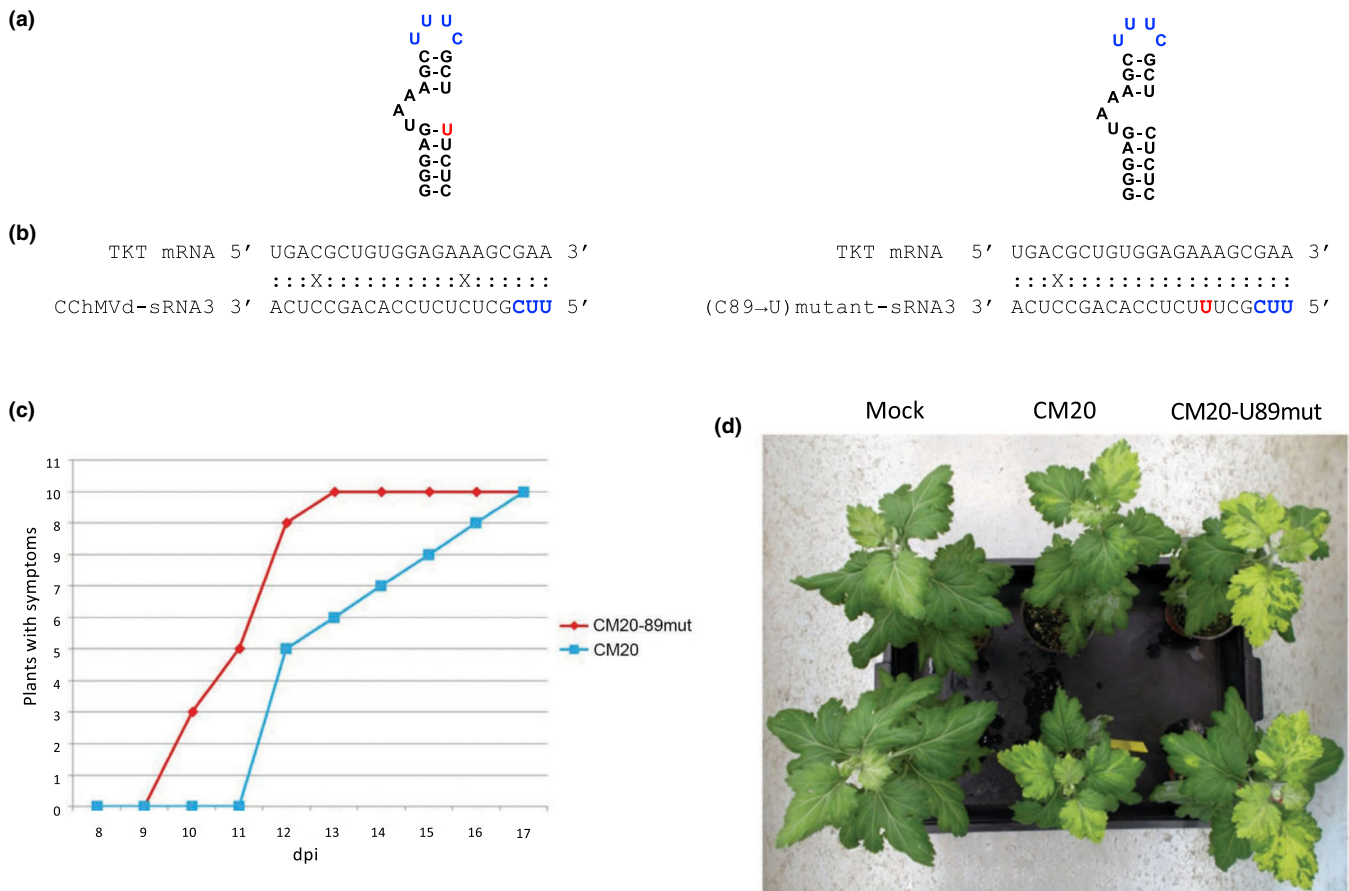 (a)
U U
U C
C-G
G-C
A-U
A
A
U G-U
A-U
G-C
G-U
G-C
U U
U C
C-G
G-C
A-U
A
A
U G-C
A-U
G-C
G-U
G-C
(b)
TKT mRNA 5' UGACGCUGUGGAGAAAGCGAA 3'
:::X::::::::::X::::::
CChMVd-sRNA3 3' ACUCCGACACCUCUCUCGCUU 5'
TKT mRNA 5' UGACGCUGUGGAGAAAGCGAA 3'
:::X:::::::::::::::::
(C89→U)mutant-sRNA3 3' ACUCCGACACCUCUUUCGCUU 5'
(c)
Plants with symptoms
11
10
8
9
7
6
5
4
3
2
1
0
8 9 10 11 12 13 14 15 16 17
dpi
CM20-89mut
CM20
(d)
Mock CM20 CM20-U89mut